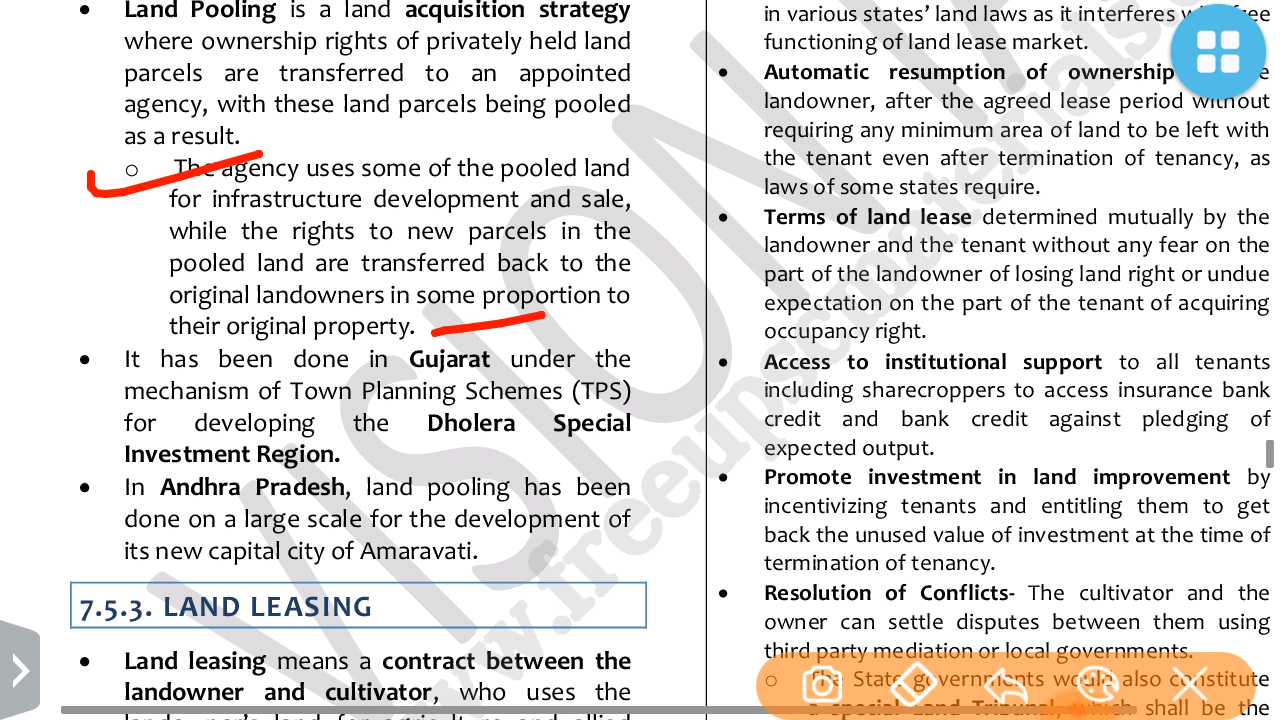 • Land Pooling is a land acquisition strategy
where ownership rights of privately held land
parcels are transferred to an appointed
agency, with these land parcels being pooled
as a result.
o The agency uses some of the pooled land
for infrastructure development and sale,
while the rights to new parcels in the
pooled land are transferred back to the
original landowners in some proportion to
their original property.
• It has been done in Gujarat under the
mechanism of Town Planning Schemes (TPS)
for developing the Dholera Special
Investment Region.
• In Andhra Pradesh, land pooling has been
done on a large scale for the development of
its new capital city of Amaravati.
7.5.3. LAND LEASING
• Land leasing means a contract between the
landowner and cultivator, who uses the
in various states' land laws as it interferes
functioning of land lease market.
• Automatic resumption of ownership
landowner, after the agreed lease period without
requiring any minimum area of land to be left with
the tenant even after termination of tenancy, as
laws of some states require.
• Terms of land lease determined mutually by the
landowner and the tenant without any fear on the
part of the landowner of losing land right or undue
expectation on the part of the tenant of acquiring
occupancy right.
• Access to institutional support to all tenants
including sharecroppers to access insurance bank
credit and bank credit against pledging of
expected output.
• Promote investment in land improvement by
incentivizing tenants and entitling them to get
back the unused value of investment at the time of
termination of tenancy.
• Resolution of Conflicts- The cultivator and the
owner can settle disputes between them using
third party mediation or local governments.
o The State governments would also constitute
a special Land Tribunal, which shall be the
VISION